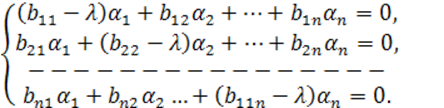 (b₁₁ − λ)α₁ + b₁₂α₂ + ⋯ + b₁ₙαₙ = 0,
b₂₁α₁ + (b₂₂ − λ)α₂ + ⋯ + b₂ₙαₙ = 0,
− − − − − − − − − − − − − − − − −
bₙ₁α₁ + bₙ₂α₂ … + (b₁₁ₙ − λ)αₙ = 0.